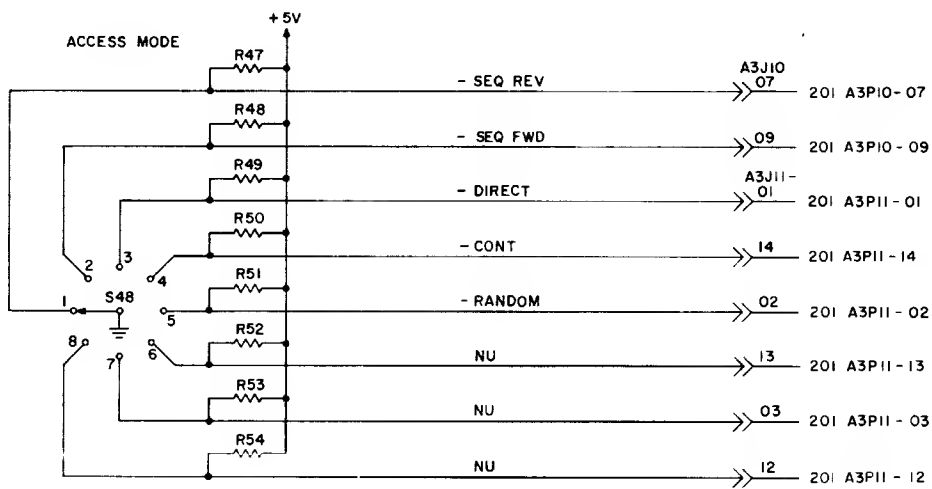 +5V
ACCESS MODE
R47
- SEQ REV
A3J10
07
201 A3P10-07
R48
- SEQ FWD
09
201 A3P10-09
R49
- DIRECT
A3J11-
01
201 A3P11-01
R50
- CONT
14
201 A3P11-14
R51
- RANDOM
02
201 A3P11-02
R52
NU
13
201 A3P11-13
R53
NU
03
201 A3P11-03
R54
NU
12
201 A3P11-12
2
3
4
1
S48
5
8
7
6